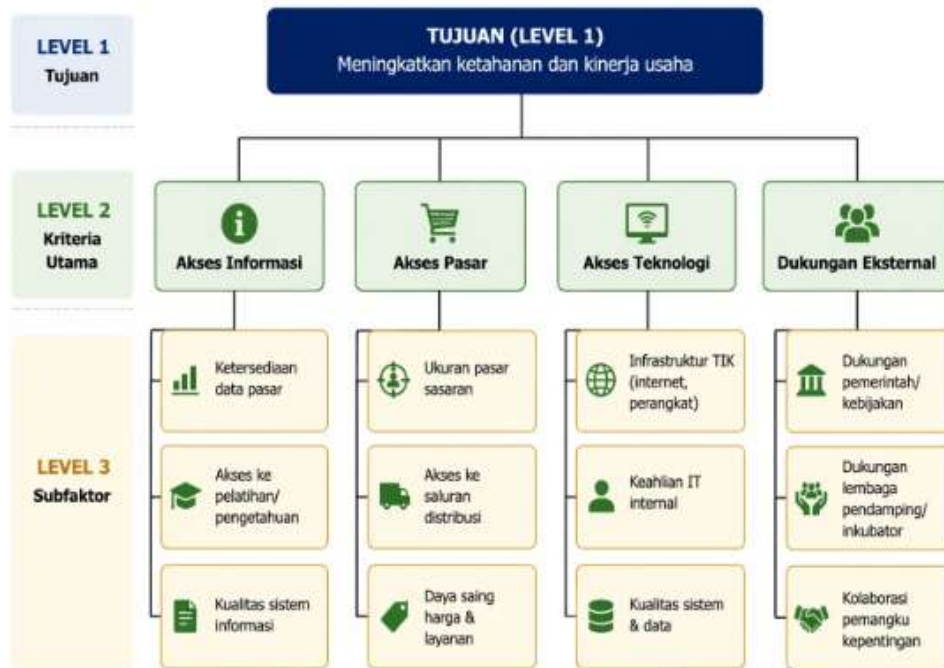 LEVEL 1
Tujuan
TUJUAN (LEVEL 1)
Meningkatkan ketahanan dan kinerja usaha
LEVEL 2
Kriteria
Utama
Akses Informasi
Akses Pasar
Akses Teknologi
Dukungan Eksternal
LEVEL 3
Subfaktor
Ketersediaan
data pasar
Akses ke
pelatihan/
pengetahuan
Kualitas sistem
informasi
Ukuran pasar
sasaran
Akses ke
saluran
distribusi
Daya saing
harga &
layanan
Infrastruktur TIK
(internet,
perangkat)
Keahlian IT
internal
Kualitas sistem
& data
Dukungan
pemerintah/
kebijakan
Dukungan
lembaga
pendamping/
inkubator
Kolaborasi
pemangku
kepentingan